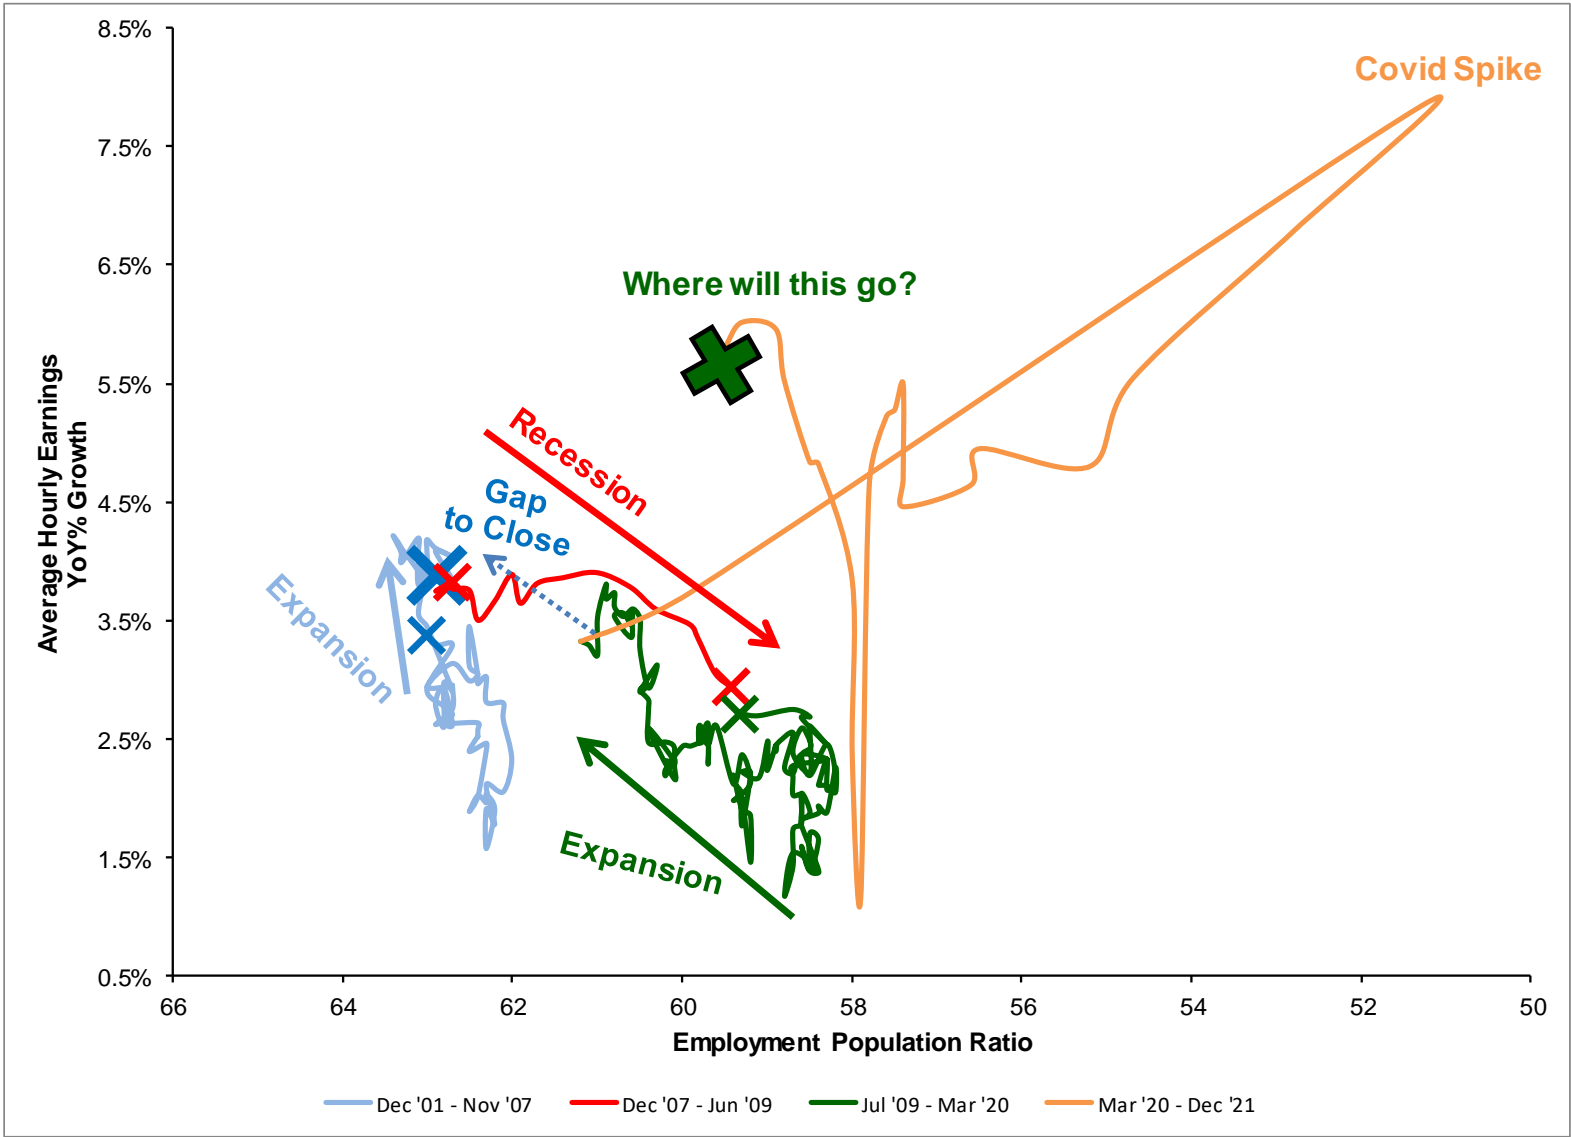 8.5%
Covid Spike
7.5%
6.5%
Where will this go?
5.5%
Average Hourly Earnings
YoY% Growth
Recession
Gap
to Close
4.5%
Expansion
3.5%
2.5%
Expansion
1.5%
0.5%
66 64 62 60 58 56 54 52 50
Employment Population Ratio
Dec '01 - Nov '07 Dec '07 - Jun '09 Jul '09 - Mar '20 Mar '20 - Dec '21